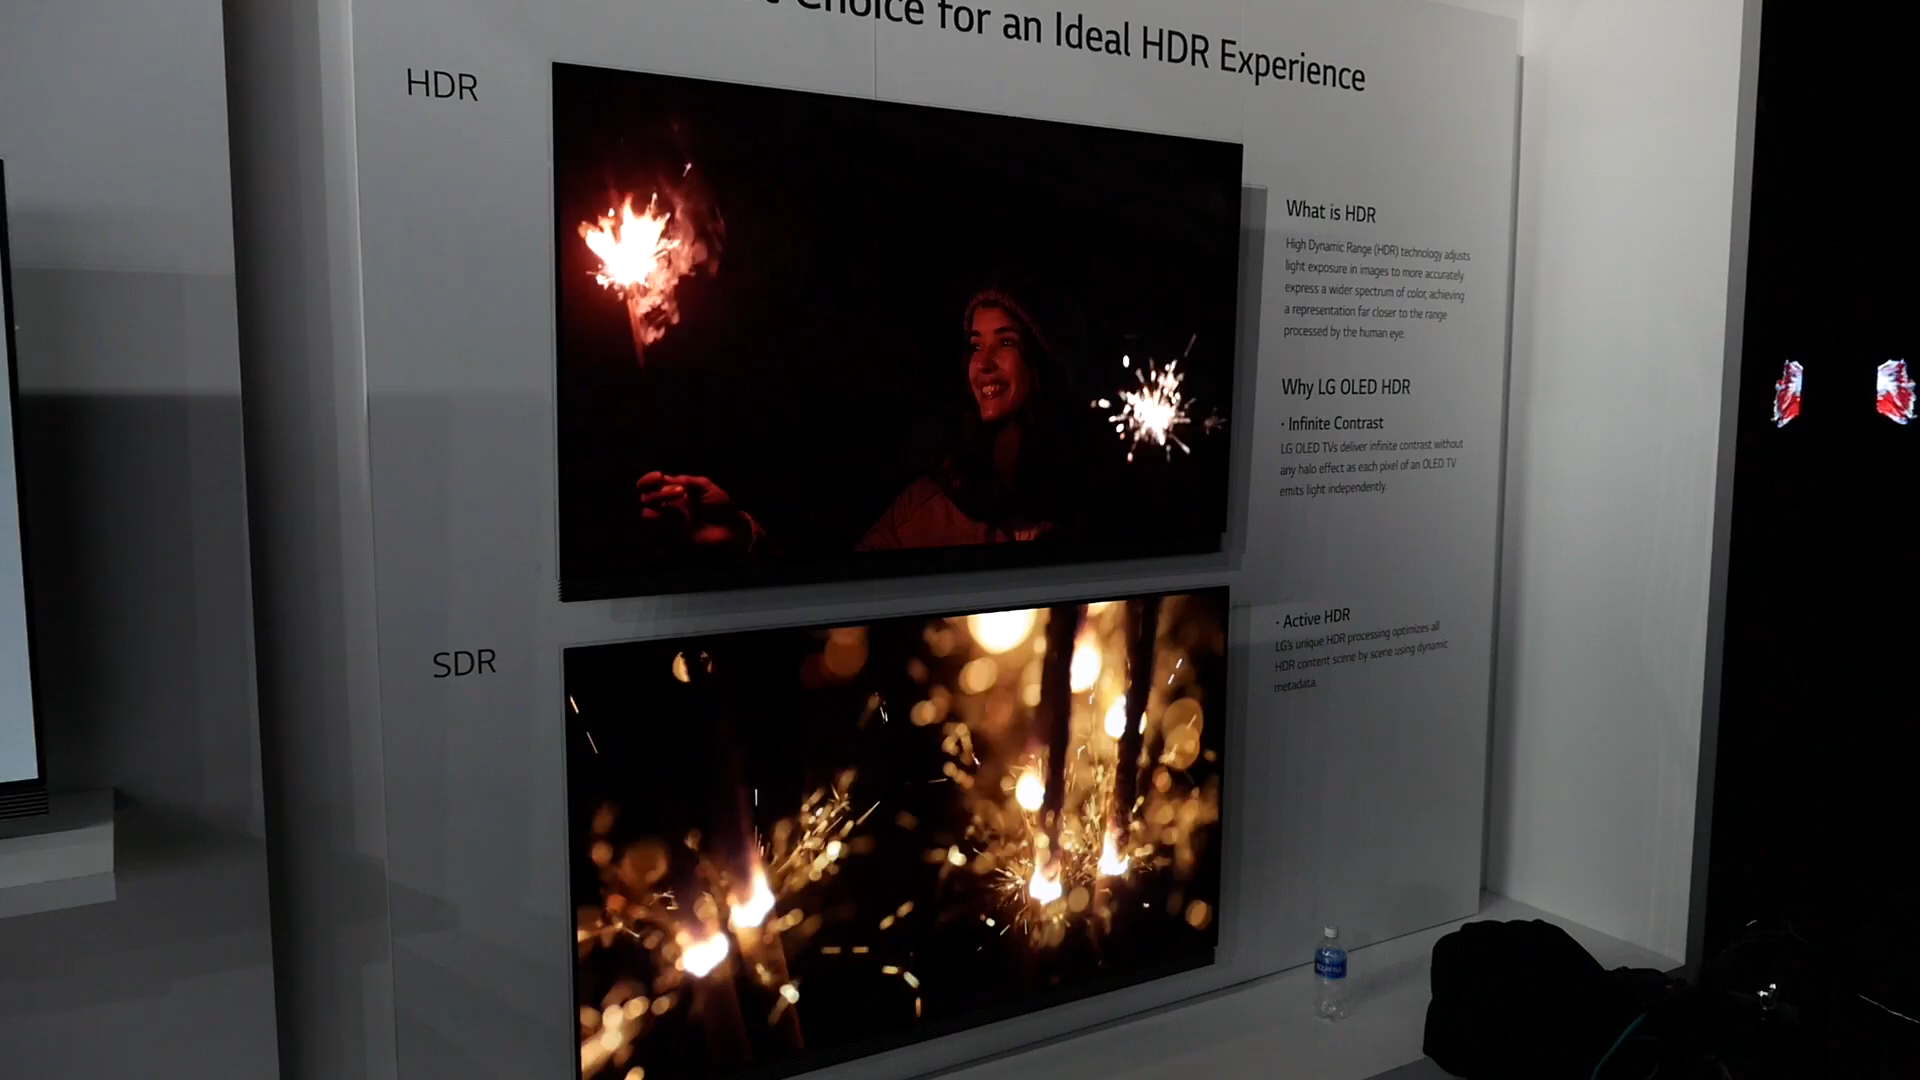 Choice for an Ideal HDR Experience
HDR
What is HDR
High Dynamic Range (HDR) technology adjusts
light exposure in images to more accurately
express a wider spectrum of color, achieving
a representation far closer to the range
processed by the human eye.
Why LG OLED HDR
· Infinite Contrast
LG OLED TVs deliver infinite contrast without
any halo effect as each pixel of an OLED TV
emits light independently.
SDR
· Active HDR
LG's unique HDR processing optimizes all
HDR content scene by scene using dynamic
metadata.
AQUAFINA